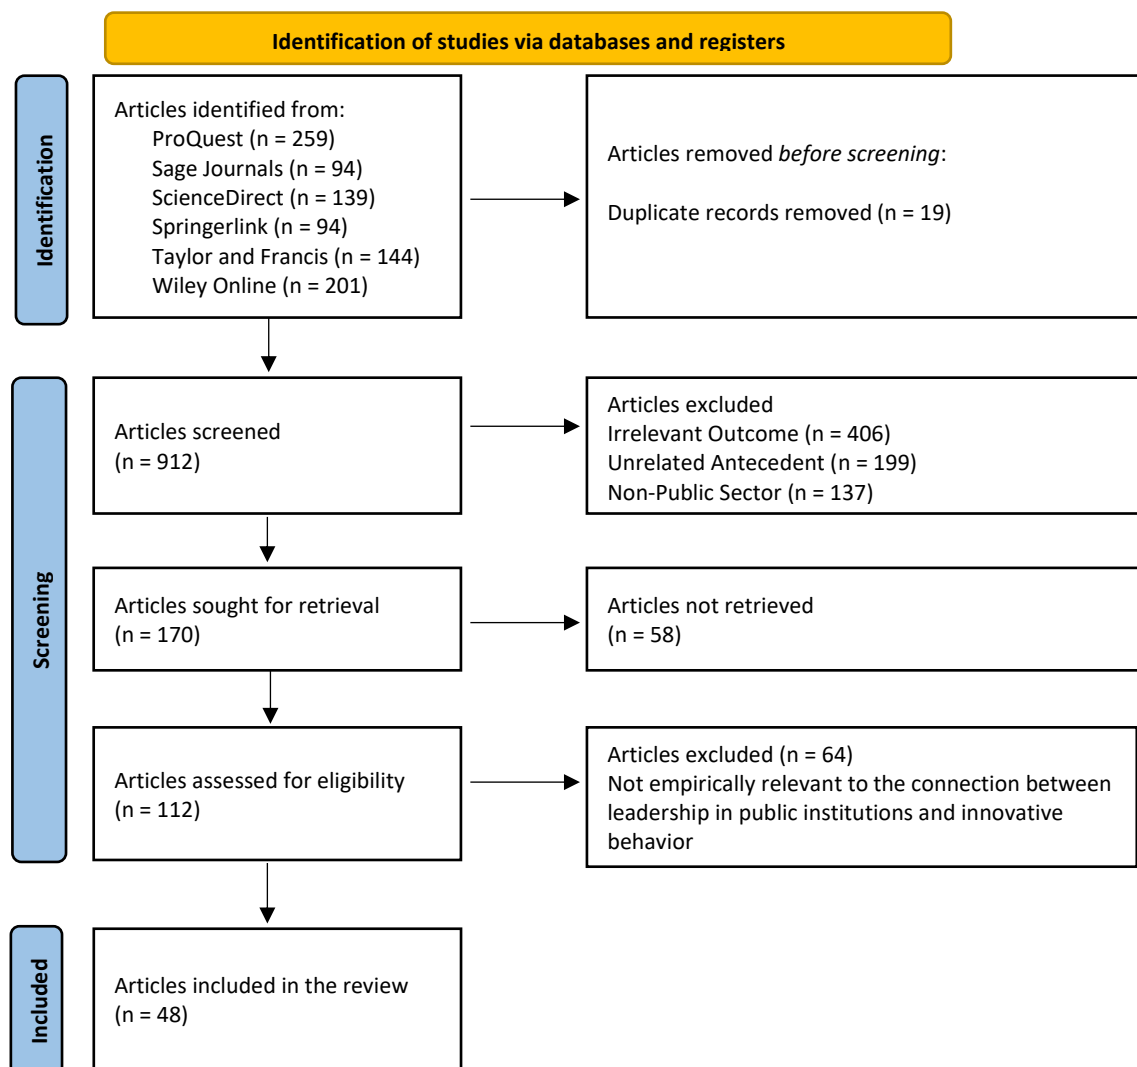 Identification of studies via databases and registers
Identification
Articles identified from:
ProQuest (n = 259)
Sage Journals (n = 94)
ScienceDirect (n = 139)
Springerlink (n = 94)
Taylor and Francis (n = 144)
Wiley Online (n = 201)
Articles removed before screening:
Duplicate records removed (n = 19)
Screening
Articles screened
(n = 912)
Articles excluded
Irrelevant Outcome (n = 406)
Unrelated Antecedent (n = 199)
Non-Public Sector (n = 137)
Articles sought for retrieval
(n = 170)
Articles not retrieved
(n = 58)
Articles assessed for eligibility
(n = 112)
Articles excluded (n = 64)
Not empirically relevant to the connection between
leadership in public institutions and innovative
behavior
Included
Articles included in the review
(n = 48)